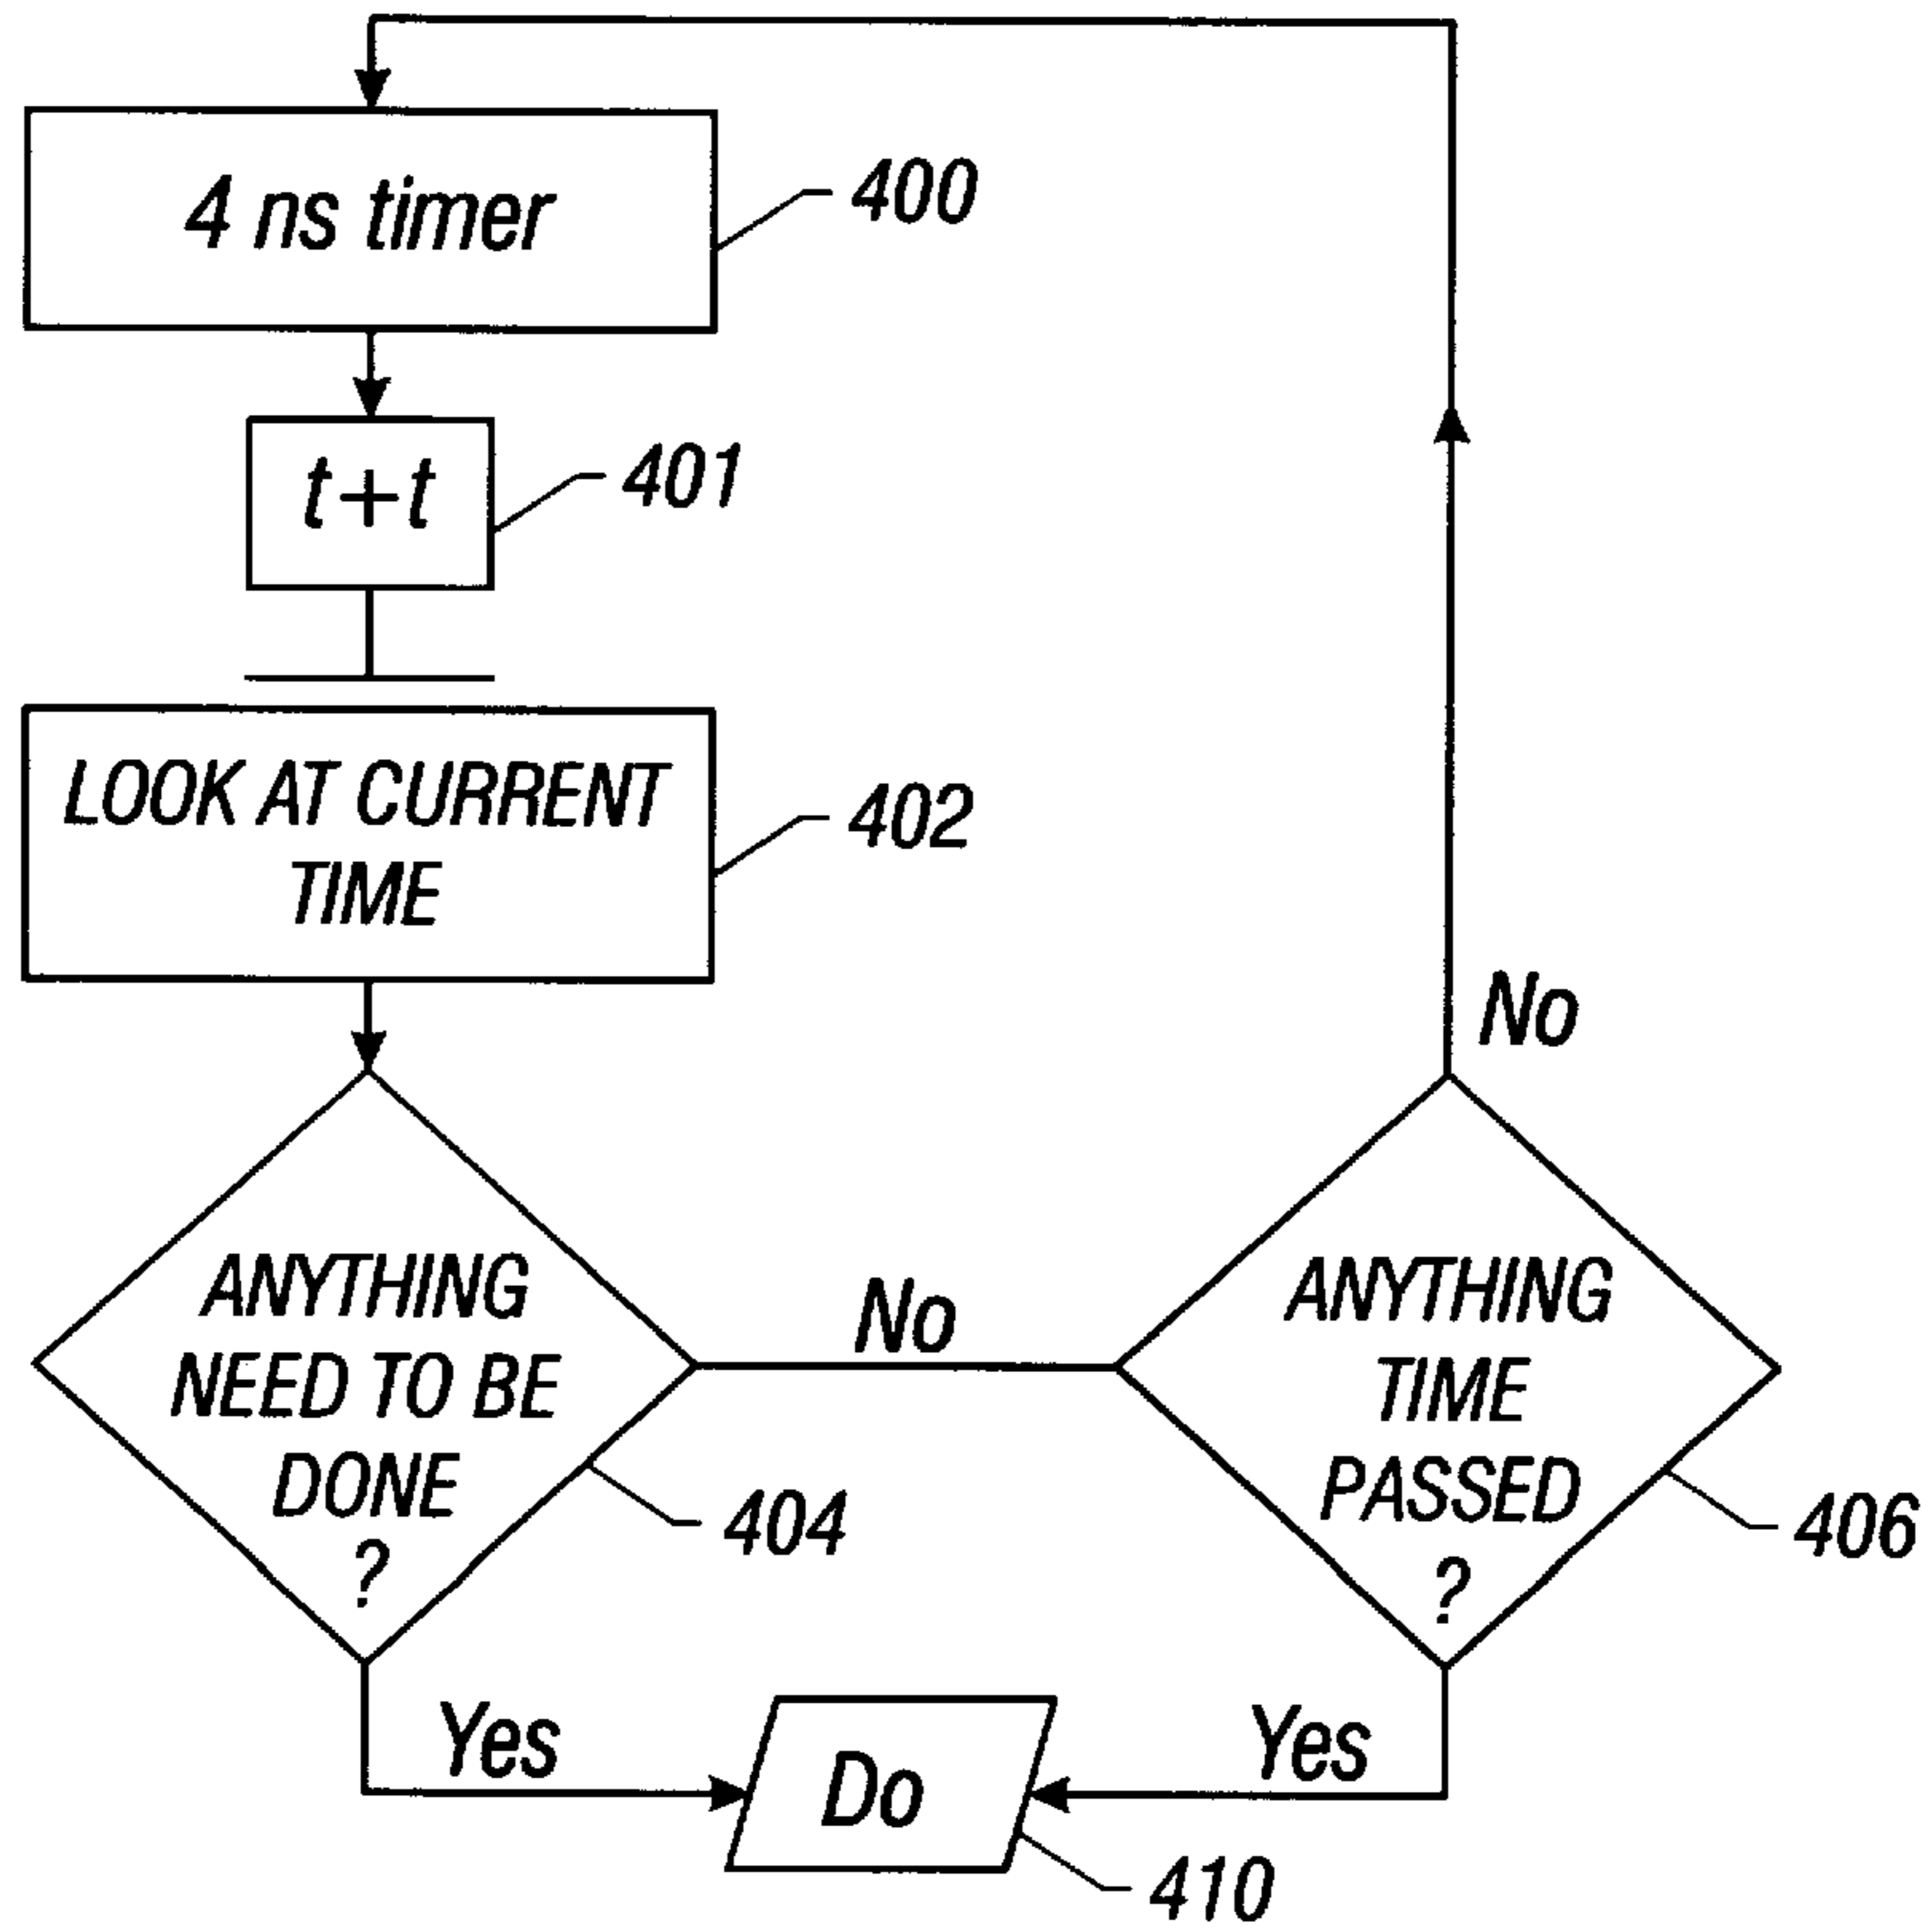 4 ns timer
400
t+t
401
LOOK AT CURRENT
TIME
402
No
ANYTHING
NEED TO BE
DONE
?
404
No
ANYTHING
TIME
PASSED
?
406
Yes
Do
Yes
410